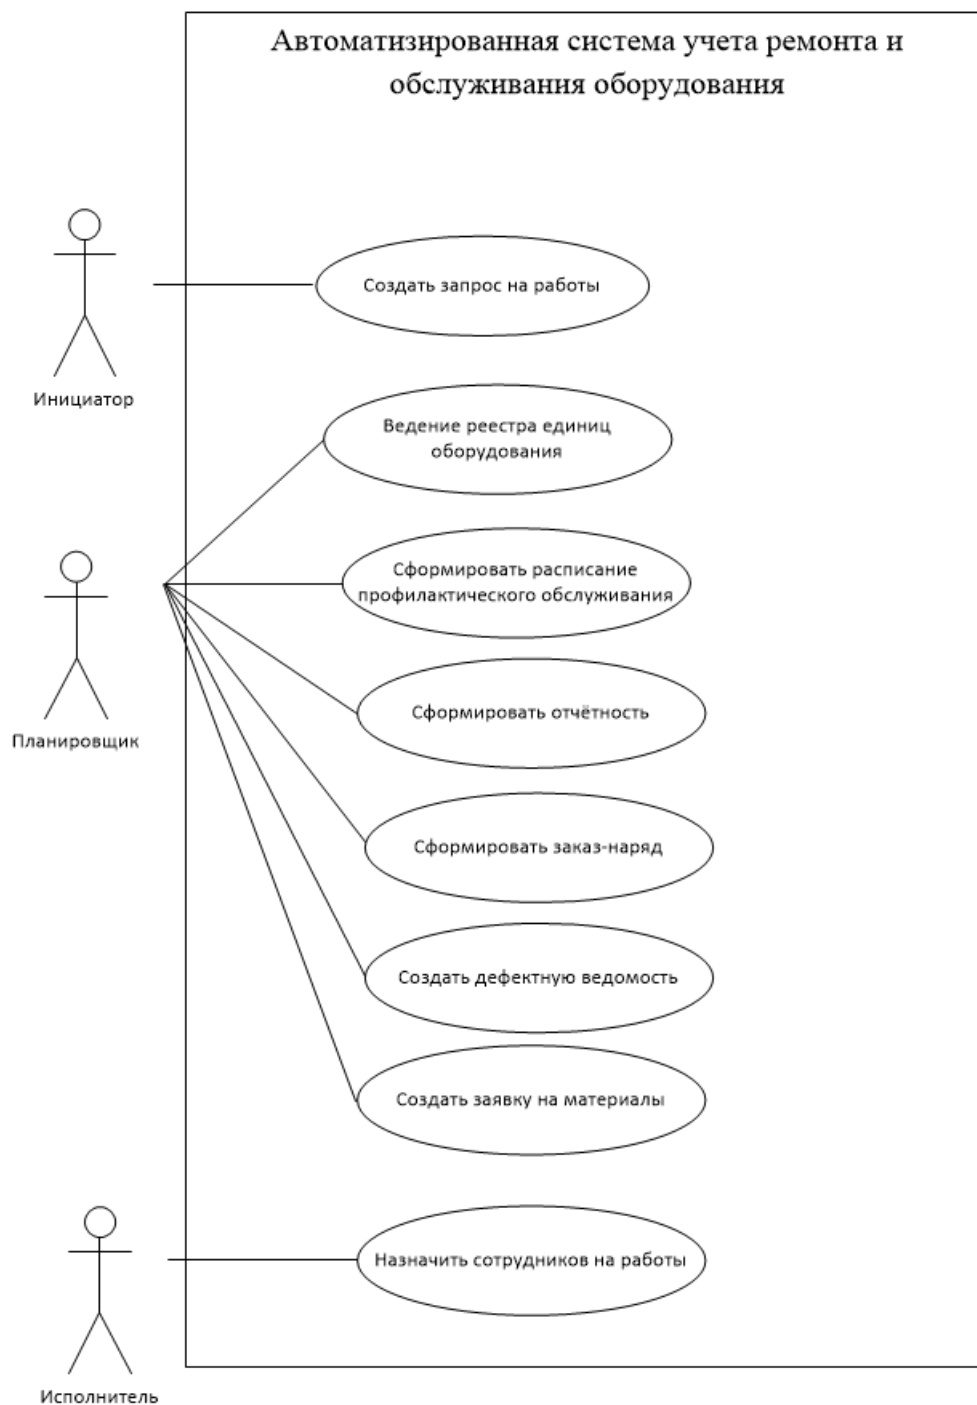 Автоматизированная система учета ремонта и
обслуживания оборудования
Создать запрос на работы
Инициатор
Ведение реестра единиц
оборудования
Сформировать расписание
профилактического обслуживания
Сформировать отчётность
Планировщик
Сформировать заказ-наряд
Создать дефектную ведомость
Создать заявку на материалы
Назначить сотрудников на работы
Исполнитель